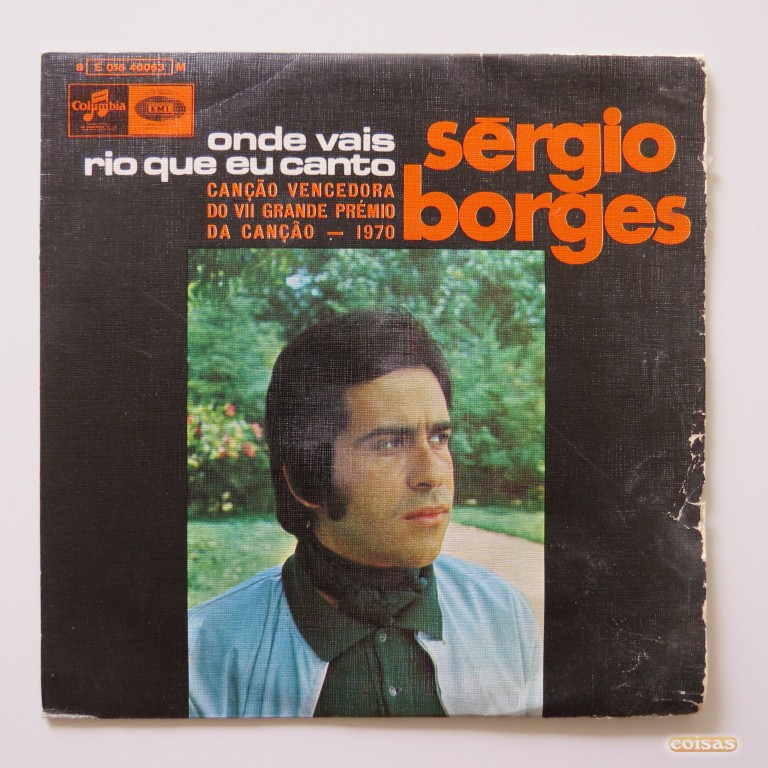 8 E 016 40063 M
Columbia
EMI
onde vais
rio que eu canto
CANÇÃO VENCEDORA
DO VII GRANDE PRÉMIO
DA CANÇÃO — 1970
sérgio
borges
coisas